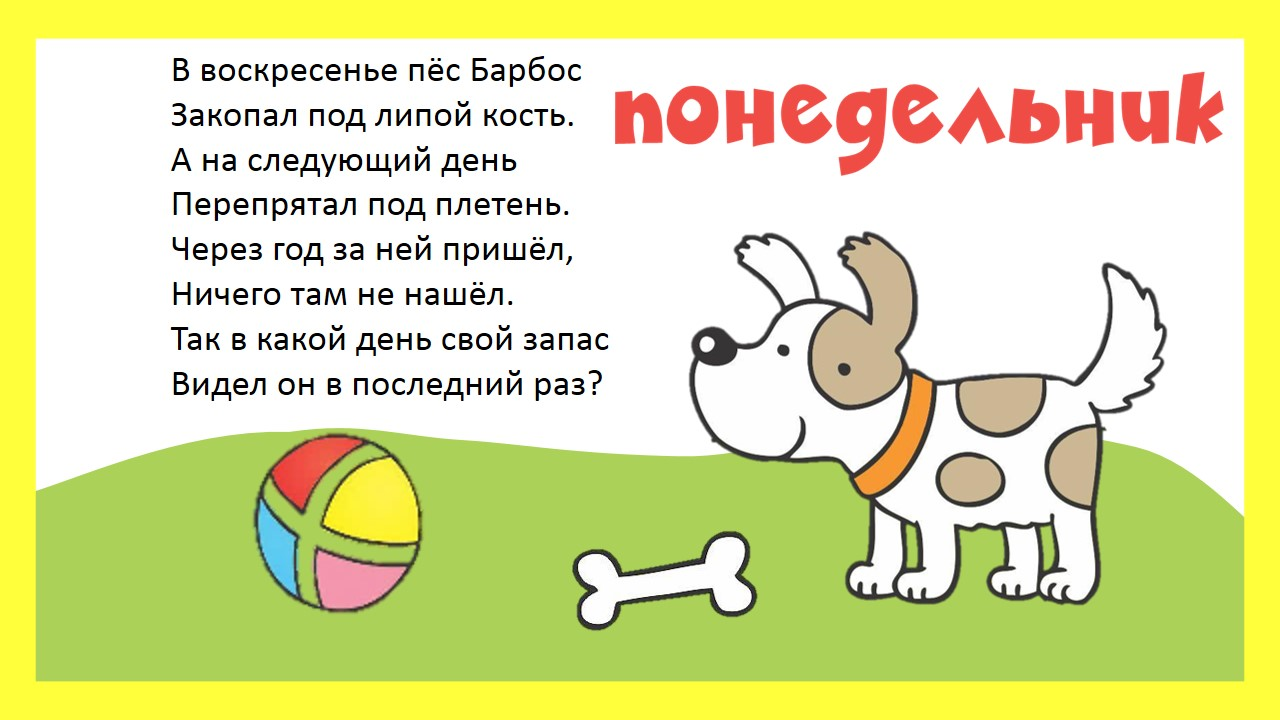 В воскресенье пёс Барбос
Закопал под липой кость.
А на следующий день
Перепрятал под плетень.
Через год за ней пришёл,
Ничего там не нашёл.
Так в какой день свой запас
Видел он в последний раз?
понедельник